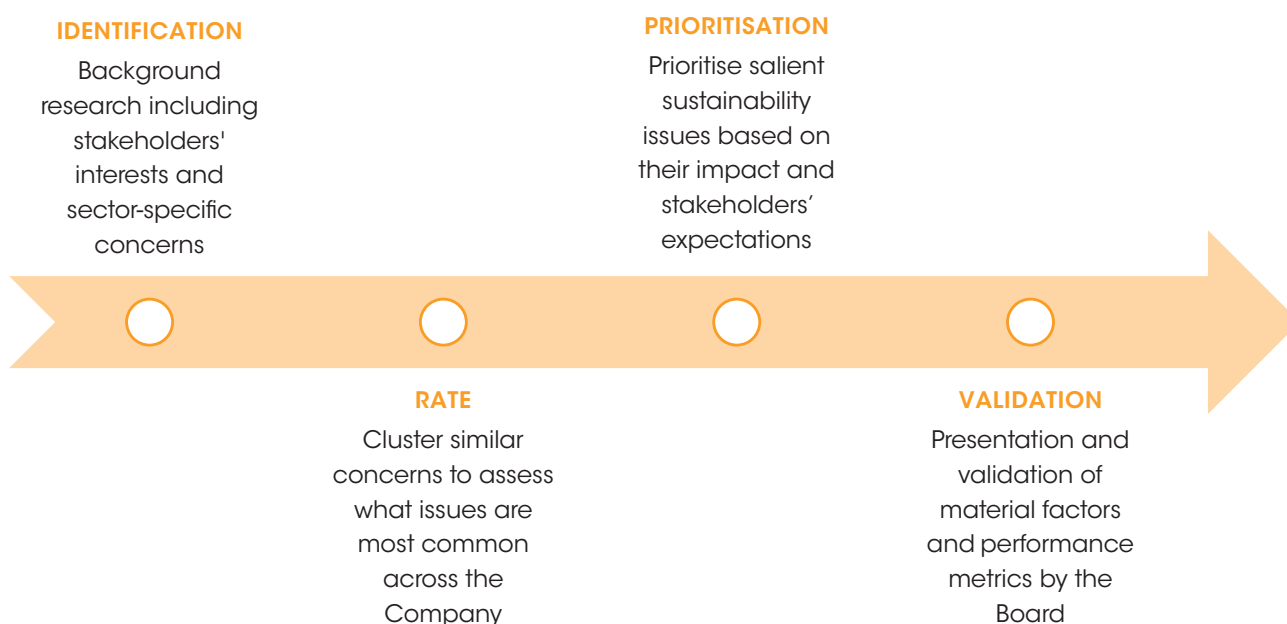 IDENTIFICATION
Background
research including
stakeholders'
interests and
sector-specific
concerns
RATE
Cluster similar
concerns to assess
what issues are
most common
across the
Company
PRIORITISATION
Prioritise salient
sustainability
issues based on
their impact and
stakeholders’
expectations
VALIDATION
Presentation and
validation of
material factors
and performance
metrics by the
Board